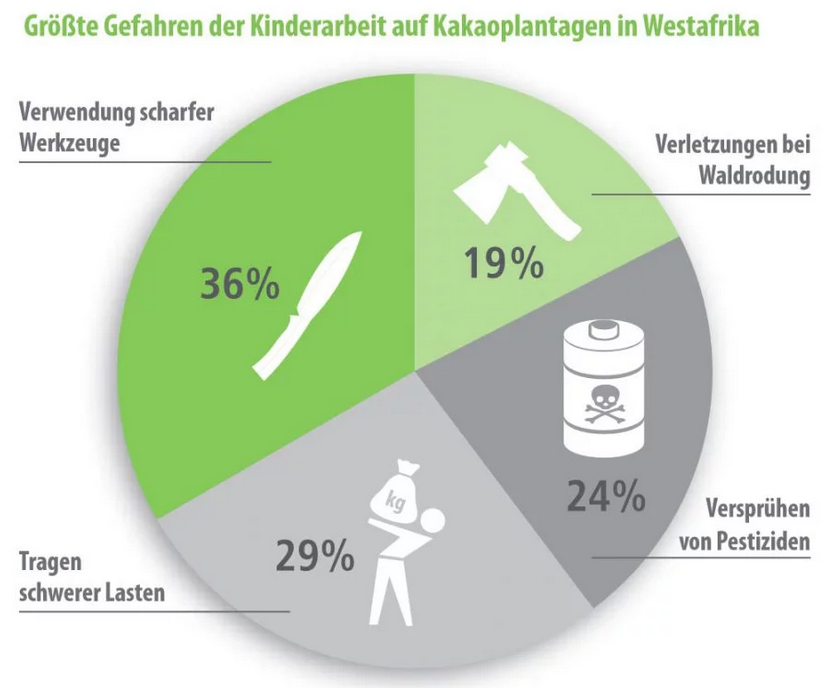 Größte Gefahren der Kinderarbeit auf Kakaoplantagen in Westafrika
Verwendung scharfer
Werkzeuge
36%
Verletzungen bei
Waldrodung
19%
24%
Versprühen
von Pestiziden
kg
29%
Tragen
schwerer Lasten